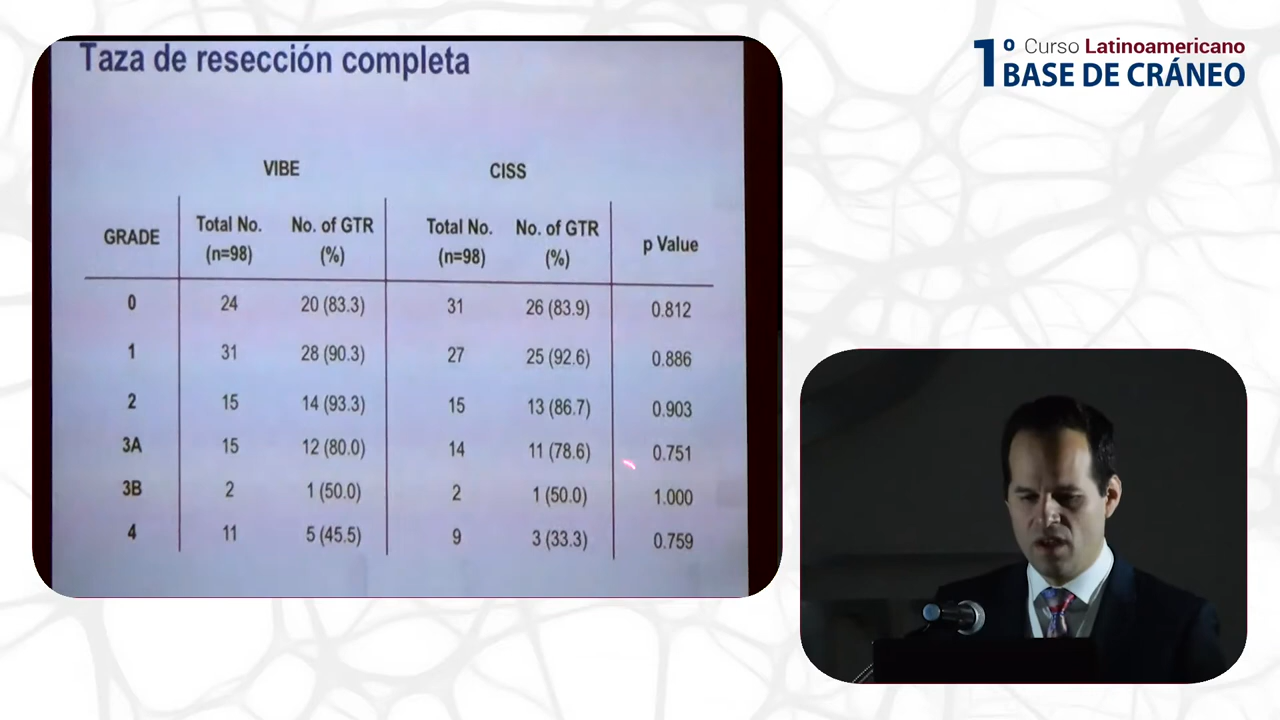 Taza de resección completa
VIBE CISS
GRADE Total No. (n=98) No. of GTR (%) Total No. (n=98) No. of GTR (%) p Value
0 24 20 (83.3) 31 26 (83.9) 0.812
1 31 28 (90.3) 27 25 (92.6) 0.886
2 15 14 (93.3) 15 13 (86.7) 0.903
3A 15 12 (80.0) 14 11 (78.6) 0.751
3B 2 1 (50.0) 2 1 (50.0) 1.000
4 11 5 (45.5) 9 3 (33.3) 0.759
1º Curso Latinoamericano
BASE DE CRÁNEO